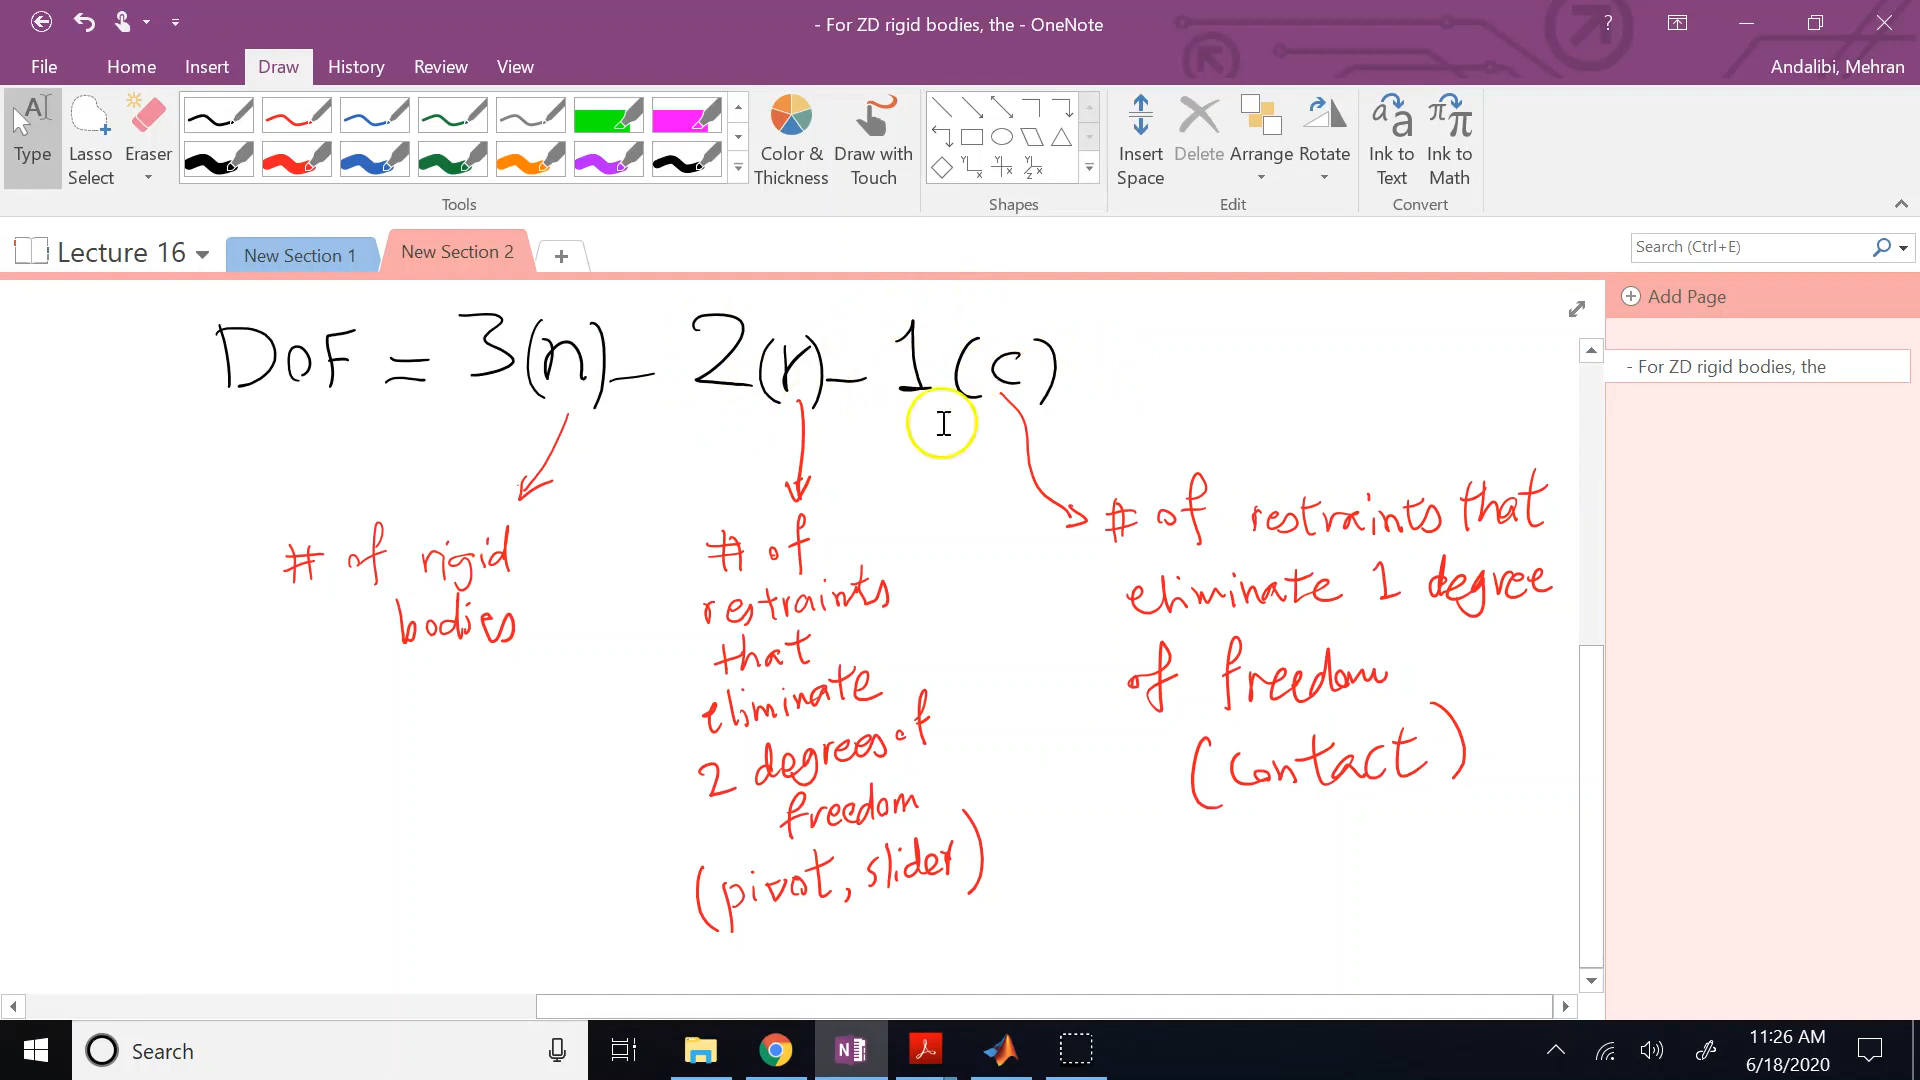 - For ZD rigid bodies, the - OneNote
?
File
Home
Insert
Draw
History
Review
View
Andalibi, Mehran
Type
Lasso
Select
Eraser
Color &
Thickness
Draw with
Touch
Insert
Space
Delete
Arrange
Rotate
Ink to
Text
Ink to
Math
Tools
Shapes
Edit
Convert
Lecture 16
New Section 1
New Section 2
+
Search (Ctrl+E)
Add Page
- For ZD rigid bodies, the
DOF = 3(n) - 2(r) - 1(c)
# of rigid
bodies
# of
restraints
that
eliminate
2 degrees of
freedom
(pivot, slider)
# of restraints that
eliminate 1 degree
of freedom
(contact)
Search
11:26 AM
6/18/2020